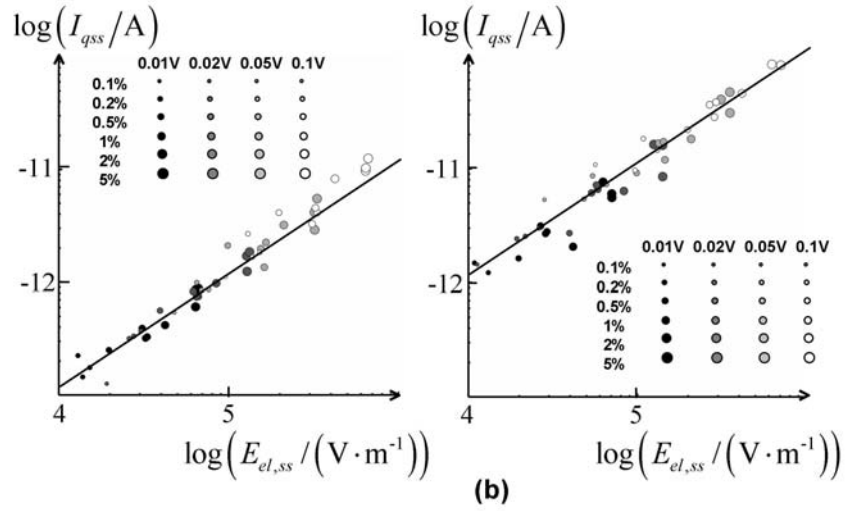 log(I_qss/A)
0.01V 0.02V 0.05V 0.1V
0.1%
0.2%
0.5%
1%
2%
5%
-11
-12
4 5
log(E_el,ss/(V·m⁻¹))
log(I_qss/A)
-11
-12
0.01V 0.02V 0.05V 0.1V
0.1%
0.2%
0.5%
1%
2%
5%
4 5
log(E_el,ss/(V·m⁻¹))
(b)